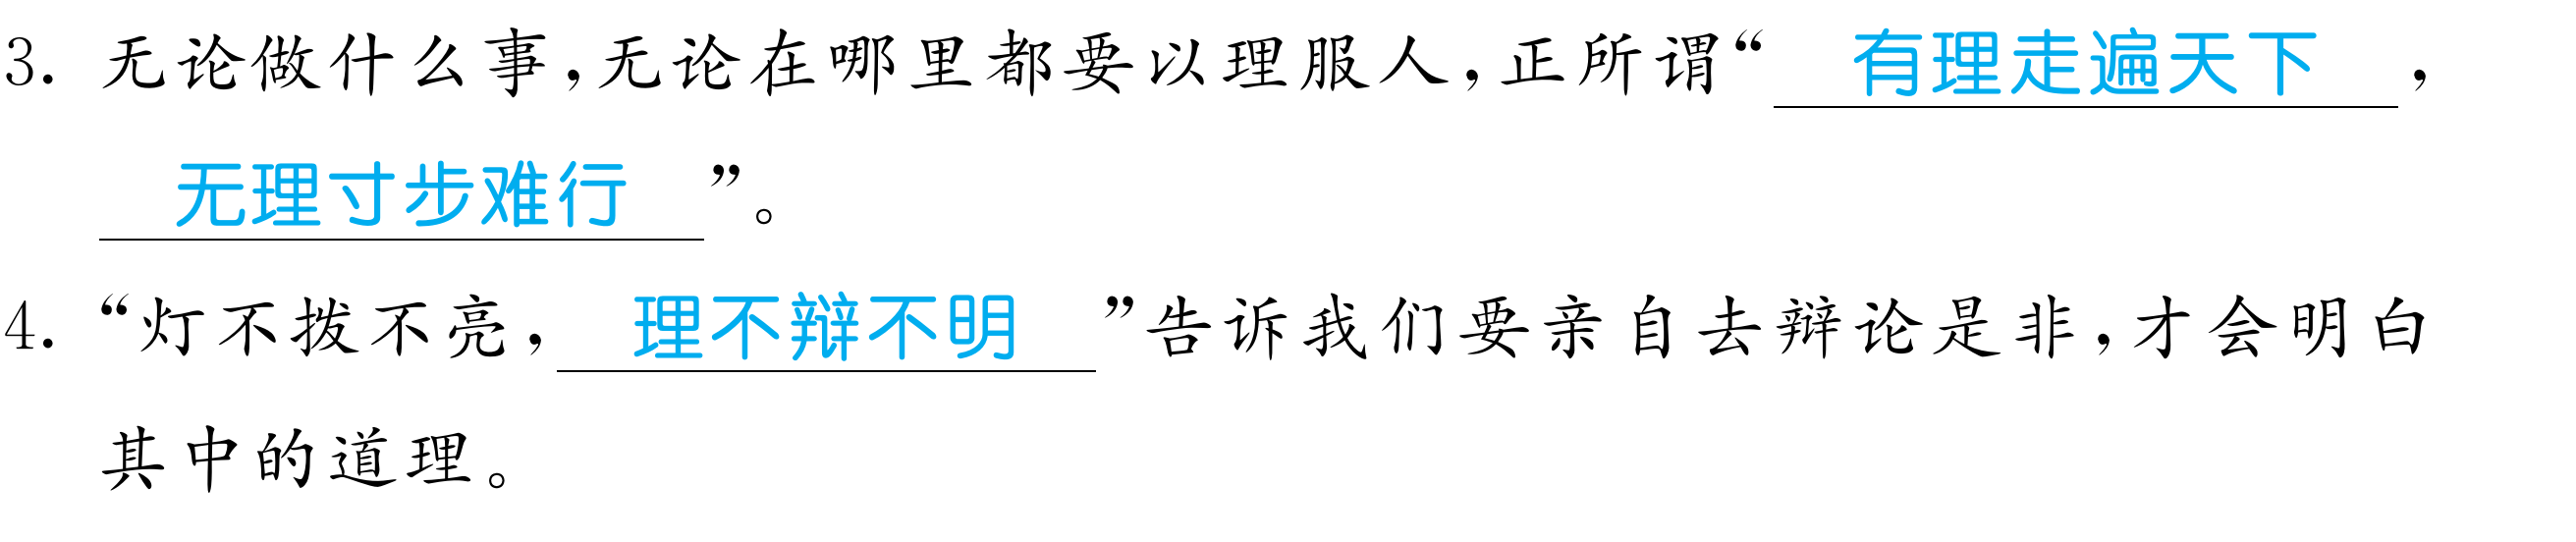 3. 无论做什么事,无论在哪里都要以理服人,正所谓“有理走遍天下,
无理寸步难行”。
4. “灯不拨不亮,理不辩不明”告诉我们要亲自去辩论是非,才会明白
其中的道理。